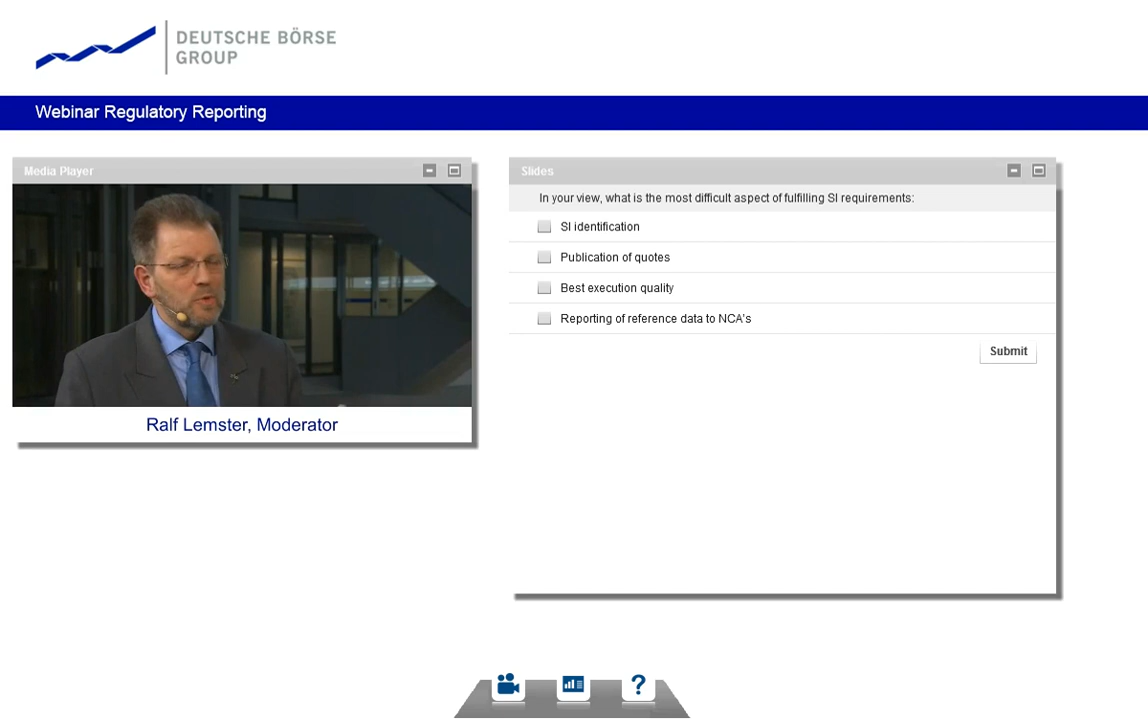 DEUTSCHE BÖRSE
GROUP
Webinar Regulatory Reporting
Media Player
Ralf Lemster, Moderator
Slides
In your view, what is the most difficult aspect of fulfilling SI requirements:
SI identification
Publication of quotes
Best execution quality
Reporting of reference data to NCA's
Submit
?